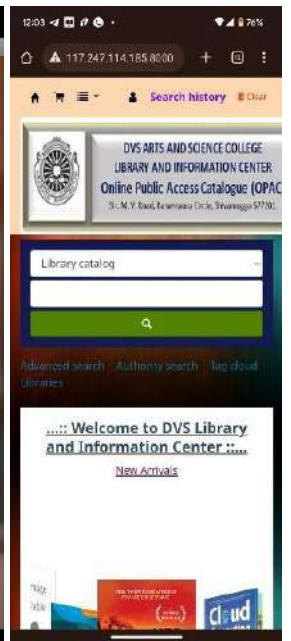 12:03
76%
117.247.114.185:8000
Search history
Clear
DVS ARTS AND SCIENCE COLLEGE
LIBRARY AND INFORMATION CENTER
Online Public Access Catalogue (OPAC
Library catalog
Advanced search Authority search Tag cloud
Libraries
...:: Welcome to DVS Library
and Information Center ::...
New Arrivals
Cloud